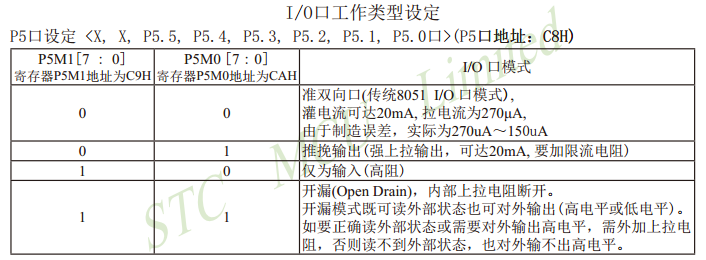 I/O口工作类型设定
P5口设定 <X, X, P5.5, P5.4, P5.3, P5.2, P5.1, P5.0口>(P5口地址：C8H)
P5M1[7 : 0]
寄存器P5M1地址为C9H
P5M0[7:0]
寄存器P5M0地址为CAH
I/O 口模式
0
0
准双向口(传统8051 I/O 口模式),
灌电流可达20mA, 拉电流为270μA,
由于制造误差，实际为270uA～150uA
0
1
推挽输出(强上拉输出，可达20mA, 要加限流电阻)
1
0
仅为输入(高阻)
1
1
开漏(Open Drain)，内部上拉电阻断开。
开漏模式既可读外部状态也可对外输出(高电平或低电平)。
如要正确读外部状态或需要对外输出高电平，需外加上拉电
阻，否则读不到外部状态，也对外输不出高电平。
STC MCU Limited